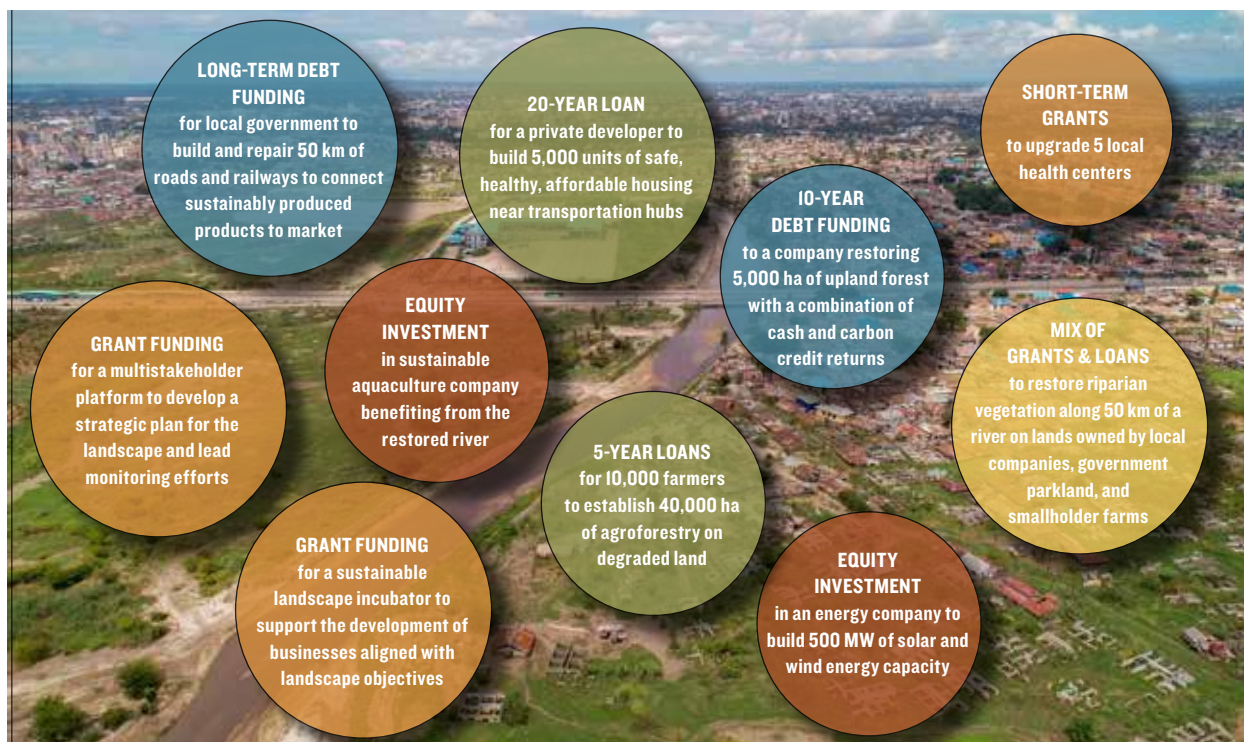 LONG-TERM DEBT
FUNDING
for local government to
build and repair 50 km of
roads and railways to connect
sustainably produced
products to market
20-YEAR LOAN
for a private developer to
build 5,000 units of safe,
healthy, affordable housing
near transportation hubs
SHORT-TERM
GRANTS
to upgrade 5 local
health centers
10-YEAR
DEBT FUNDING
to a company restoring
5,000 ha of upland forest
with a combination of
cash and carbon
credit returns
GRANT FUNDING
for a multistakeholder
platform to develop a
strategic plan for the
landscape and lead
monitoring efforts
EQUITY
INVESTMENT
in sustainable
aquaculture company
benefiting from the
restored river
MIX OF
GRANTS & LOANS
to restore riparian
vegetation along 50 km of a
river on lands owned by local
companies, government
parkland, and
smallholder farms
5-YEAR LOANS
for 10,000 farmers
to establish 40,000 ha
of agroforestry on
degraded land
GRANT FUNDING
for a sustainable
landscape incubator to
support the development of
businesses aligned with
landscape objectives
EQUITY
INVESTMENT
in an energy company to
build 500 MW of solar and
wind energy capacity